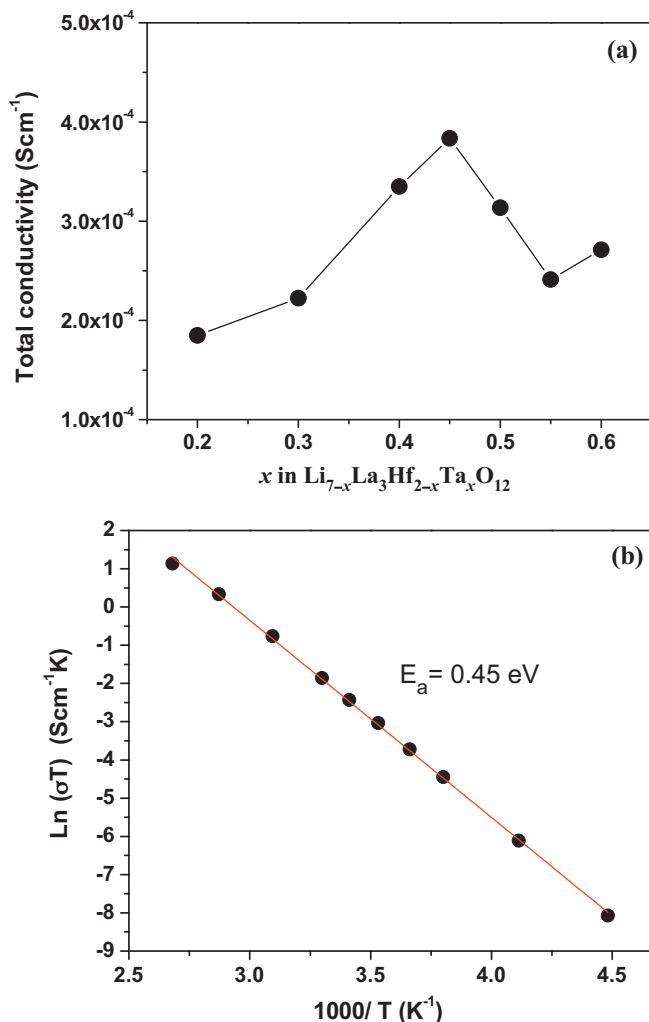 (a)
Total conductivity (Scm⁻¹)
5.0x10⁻⁴
4.0x10⁻⁴
3.0x10⁻⁴
2.0x10⁻⁴
1.0x10⁻⁴
0.2 0.3 0.4 0.5 0.6
x in Li₇₋ₓLa₃Hf₂₋ₓTaₓO₁₂
(b)
Ln (σT) (Scm⁻¹K)
2
1
0
-1
-2
-3
-4
-5
-6
-7
-8
-9
Eₐ= 0.45 eV
2.5 3.0 3.5 4.0 4.5
1000/ T (K⁻¹)